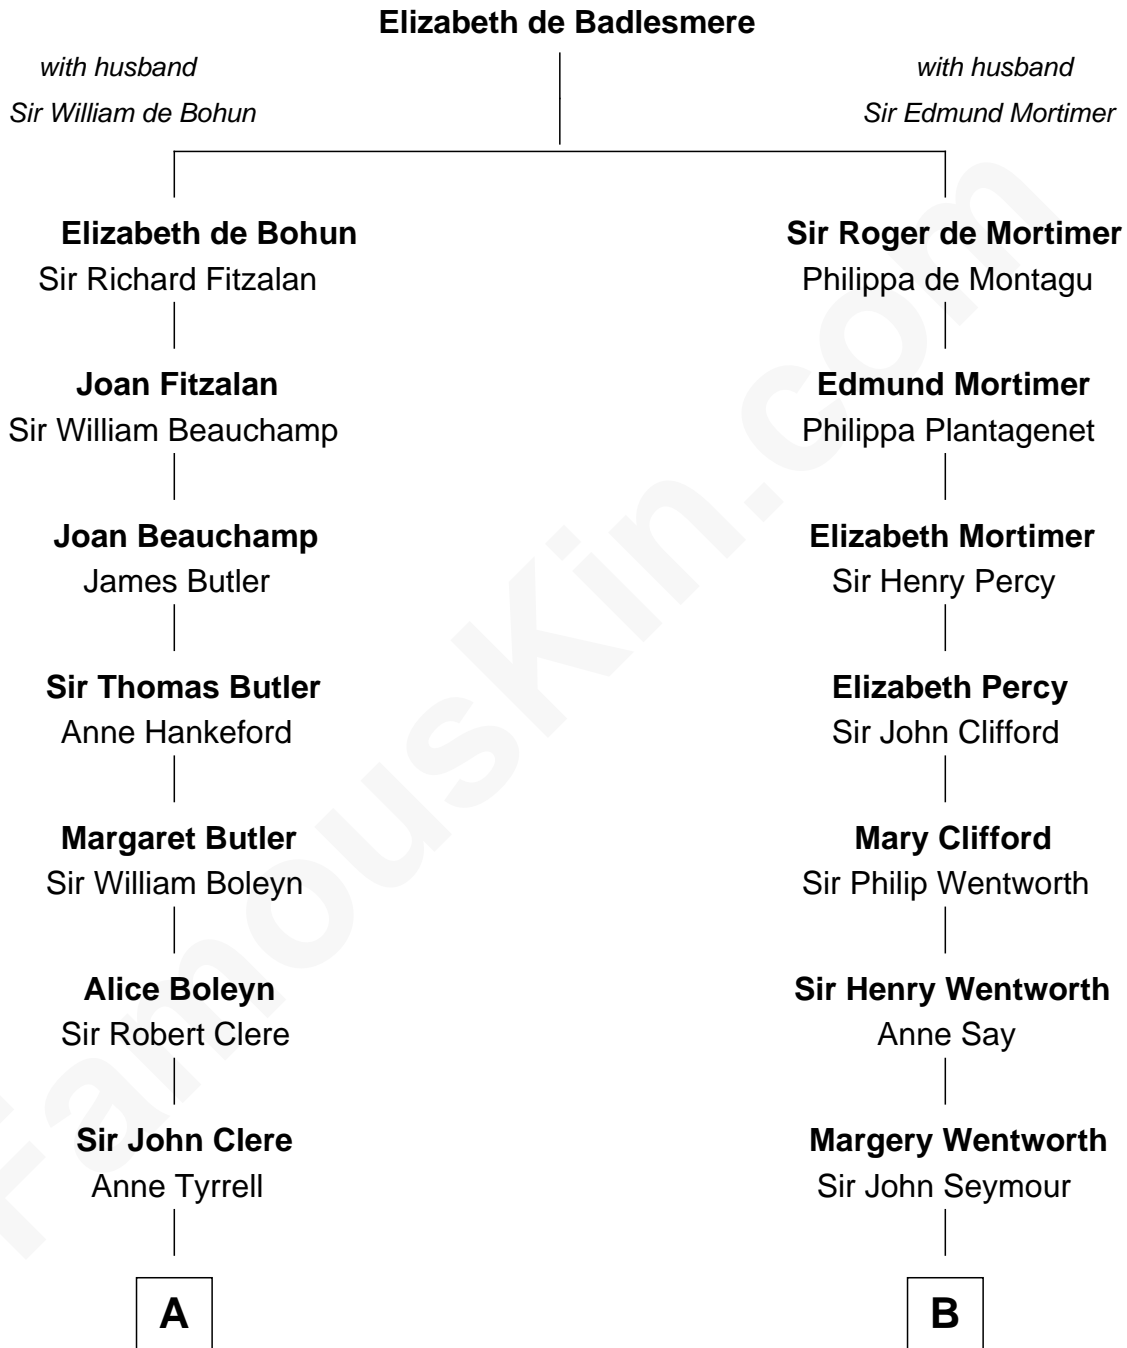 Elizabeth de Badlesmere
with husband
Sir William de Bohun
with husband
Sir Edmund Mortimer
Elizabeth de Bohun
Sir Richard Fitzalan
Sir Roger de Mortimer
Philippa de Montagu
Joan Fitzalan
Sir William Beauchamp
Edmund Mortimer
Philippa Plantagenet
Joan Beauchamp
James Butler
Elizabeth Mortimer
Sir Henry Percy
Sir Thomas Butler
Anne Hankeford
Elizabeth Percy
Sir John Clifford
Margaret Butler
Sir William Boleyn
Mary Clifford
Sir Philip Wentworth
Alice Boleyn
Sir Robert Clere
Sir Henry Wentworth
Anne Say
Sir John Clere
Anne Tyrrell
Margery Wentworth
Sir John Seymour
A
B
FamousKin.com